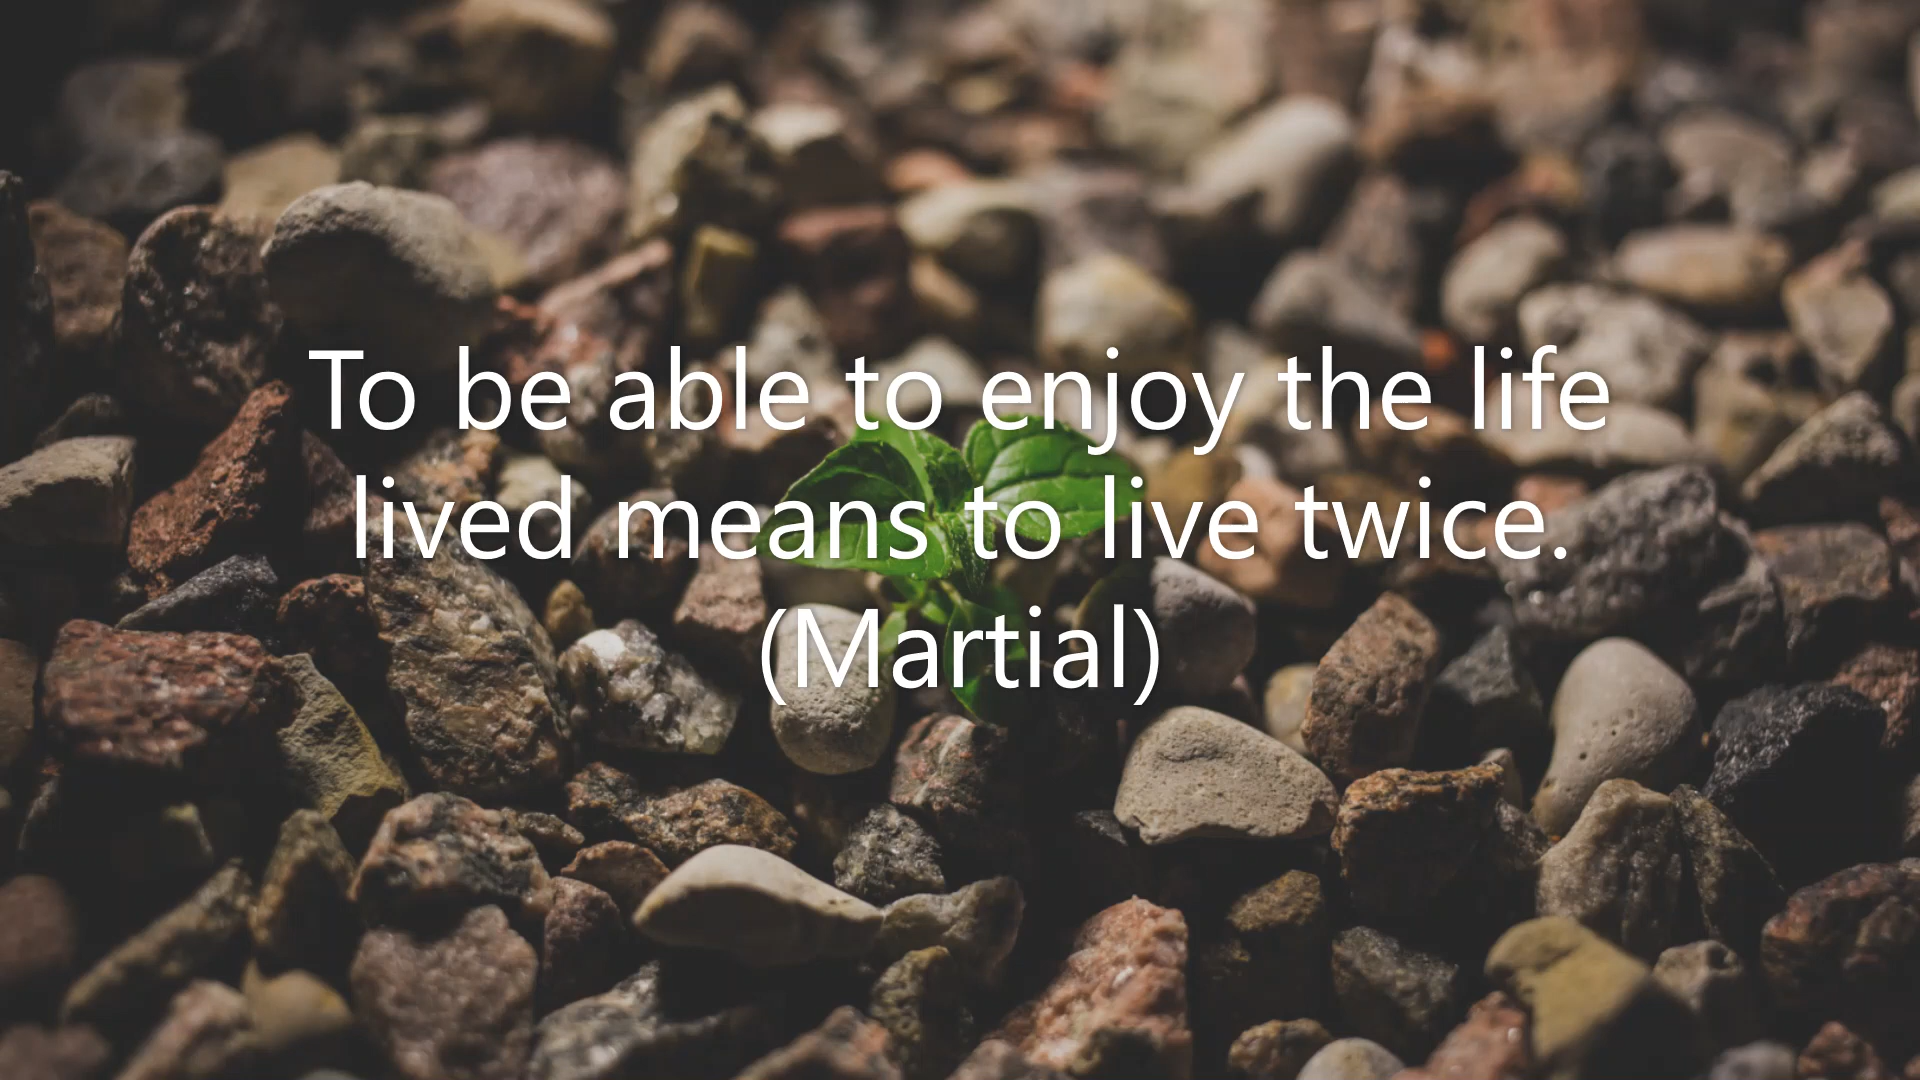 To be able to enjoy the life
lived means to live twice.
(Martial)